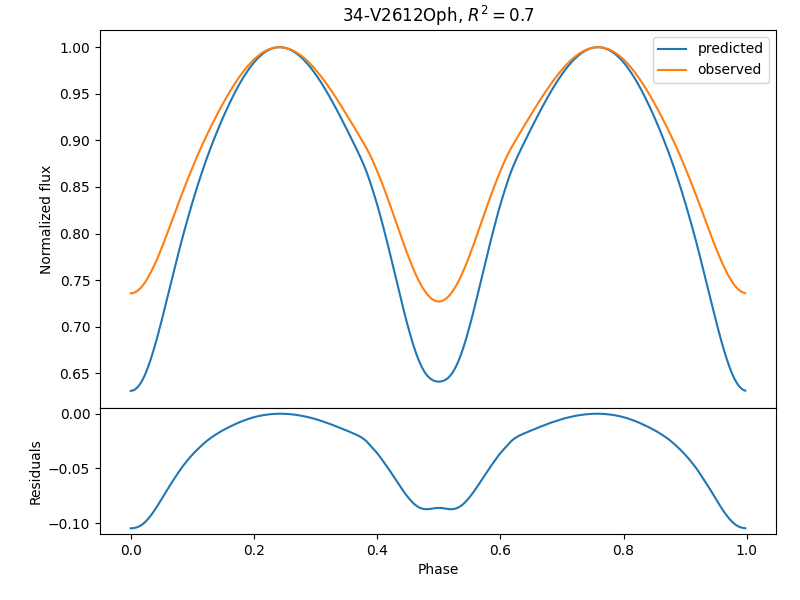 34-V2612Oph, R² = 0.7
predicted
observed
Normalized flux
1.00
0.95
0.90
0.85
0.80
0.75
0.70
0.65
Residuals
0.00
−0.05
−0.10
0.0 0.2 0.4 0.6 0.8 1.0
Phase